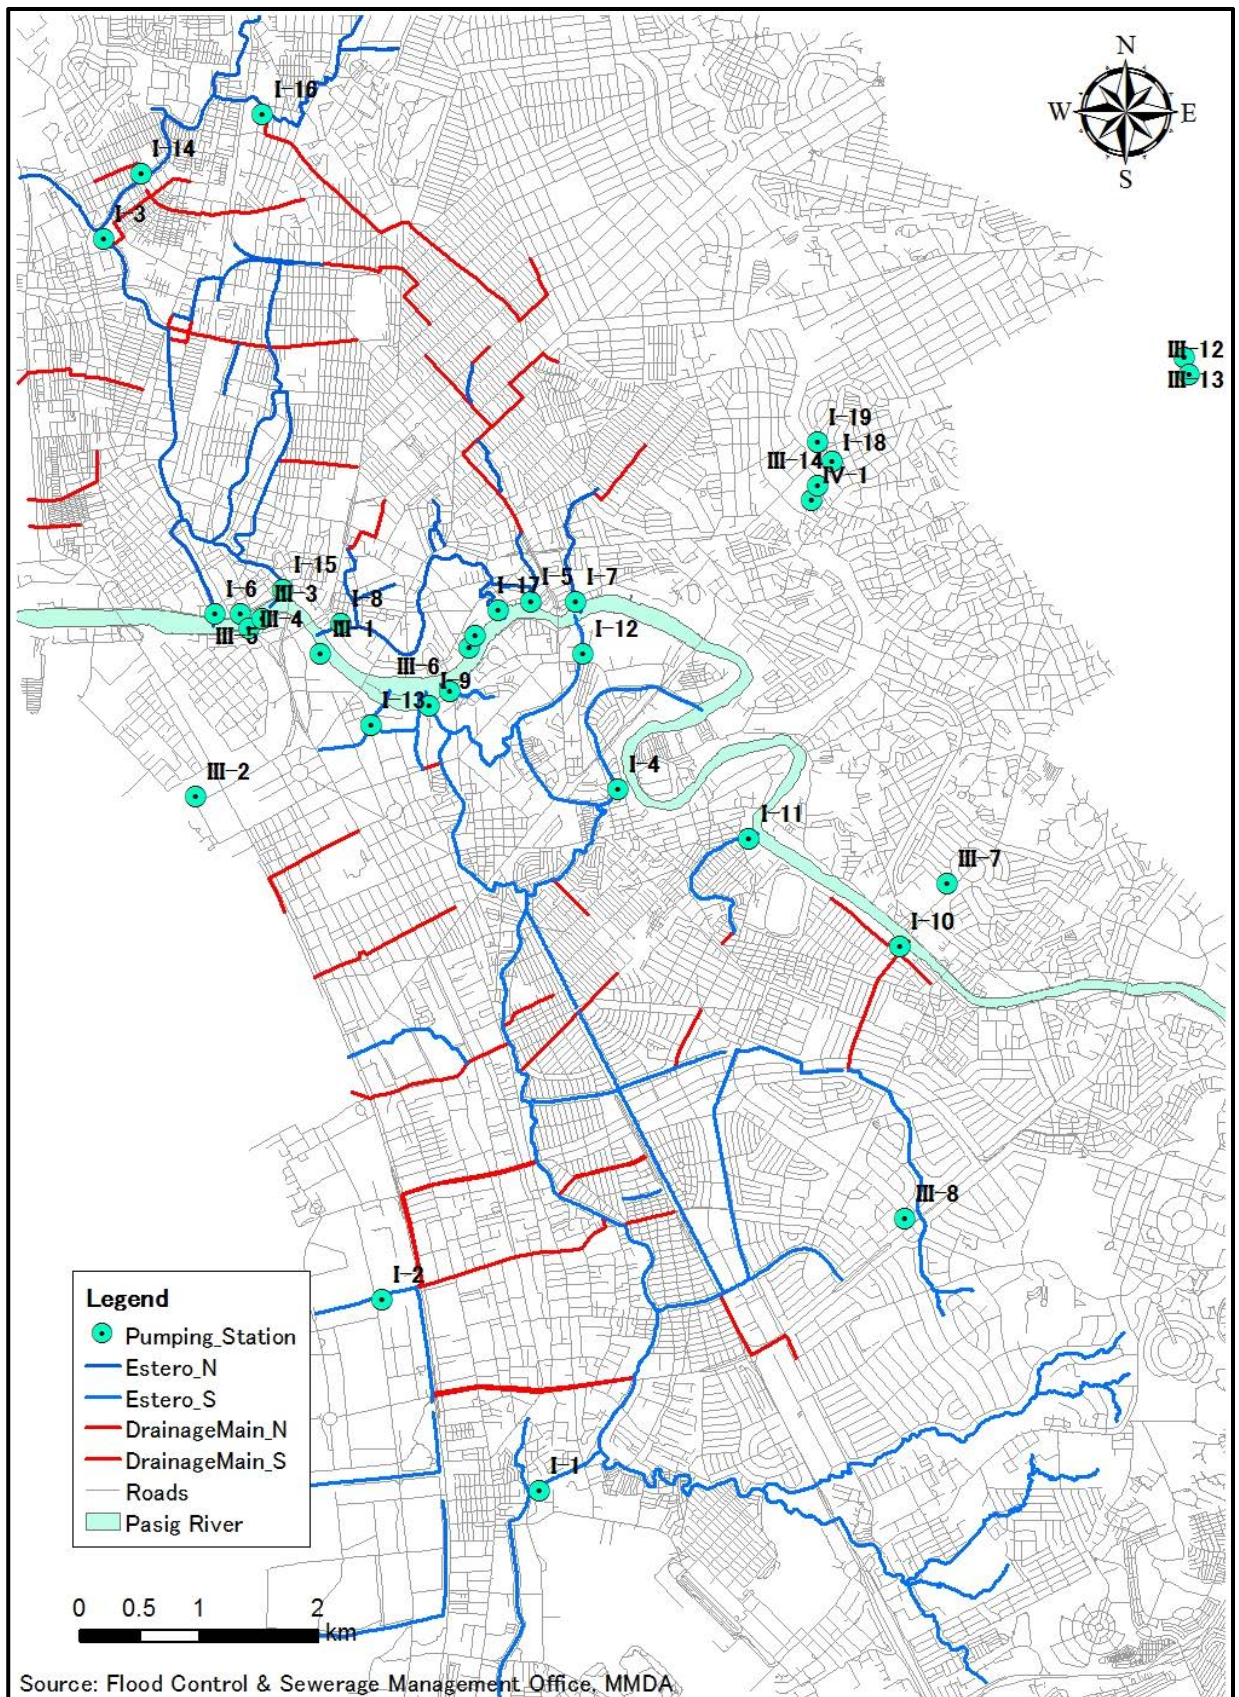 N
I-16
W E
I-14
S
I-3
III-12
III-13
I-19
I-18
III-14
IV-1
I-15
I-6
III-3
I-17
I-5
I-7
I-8
III-4
III-5
III-1
I-12
III-6
I-9
I-13
III-2
I-4
I-11
III-7
I-10
III-8
I-2
Legend
Pumping_Station
Estero_N
Estero_S
DrainageMain_N
DrainageMain_S
Roads
Pasig River
I-1
0 0.5 1 2
km
Source: Flood Control & Sewerage Management Office, MMDA